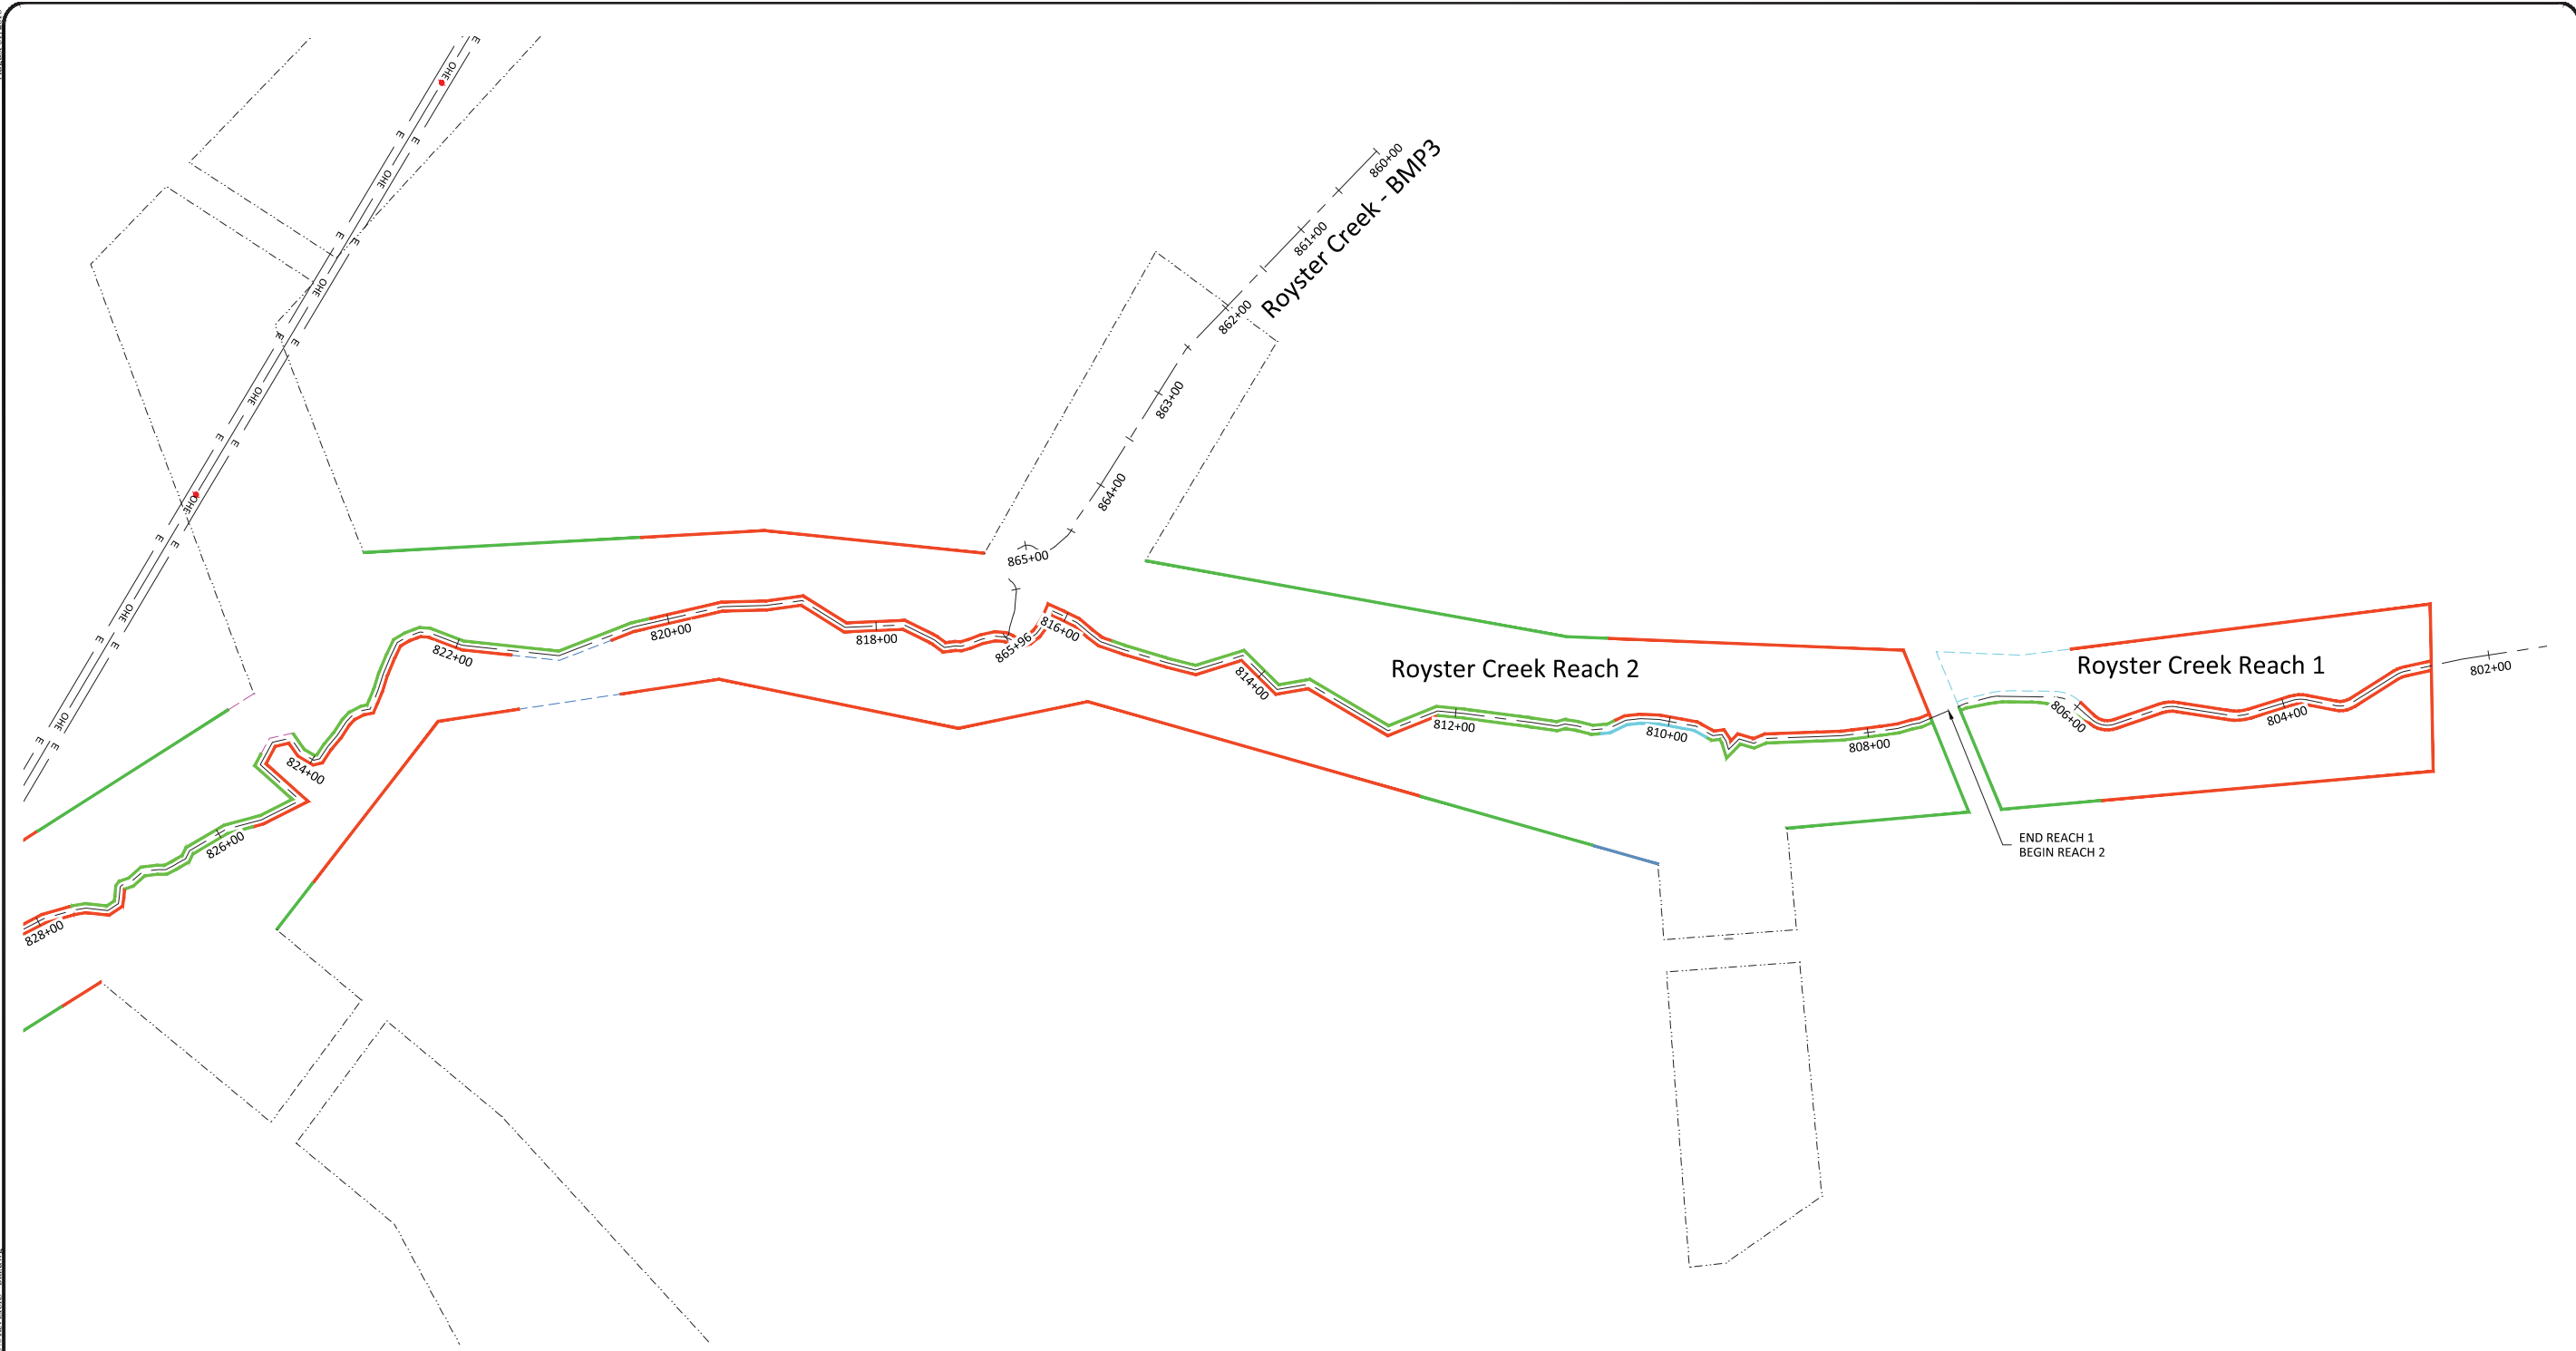 E
OHE
E
E
OHE
860+00
Royster Creek - BMP3
861+00
E
E
OHE
862+00
E
E
OHE
863+00
E
E
864+00
OHE
E
E
865+00
OHE
E
E
OHE
E
E
820+00
818+00
865+96
816+00
822+00
814+00
Royster Creek Reach 2
Royster Creek Reach 1
802+00
812+00
810+00
808+00
806+00
804+00
824+00
826+00
828+00
END REACH 1
BEGIN REACH 2